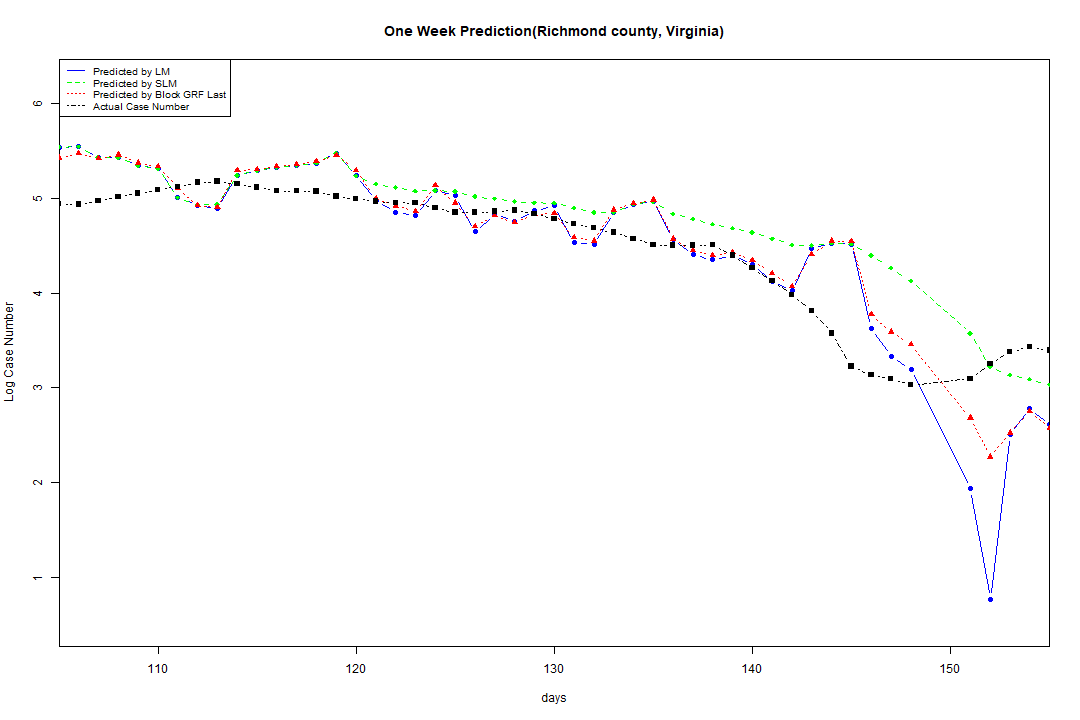 One Week Prediction(Richmond county, Virginia)
Predicted by LM
Predicted by SLM
Predicted by Block GRF Last
Actual Case Number
6
5
4
3
2
1
Log Case Number
110 120 130 140 150
days